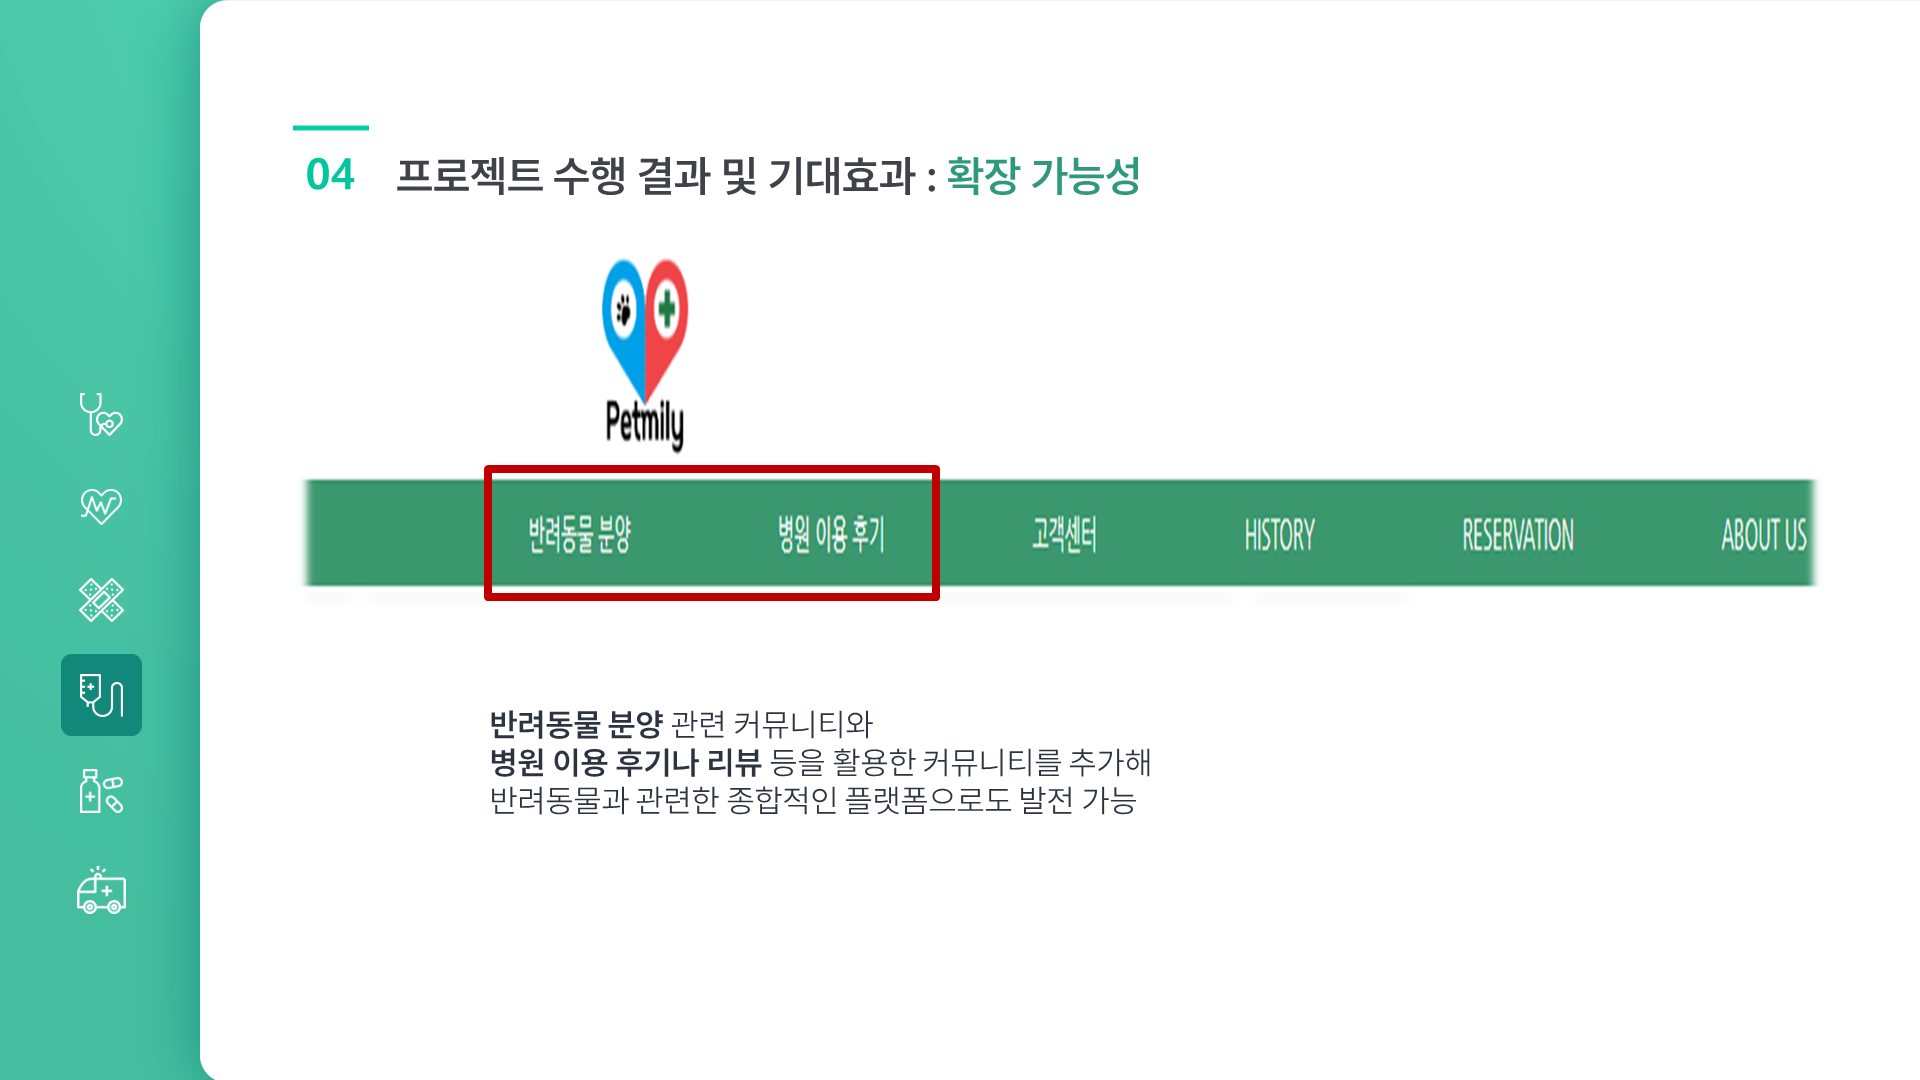 04 프로젝트 수행 결과 및 기대효과 : 확장 가능성
Petmily
반려동물 분양 병원 이용 후기 고객센터 HISTORY RESERVATION ABOUT US
반려동물 분양 관련 커뮤니티와
병원 이용 후기나 리뷰 등을 활용한 커뮤니티를 추가해
반려동물과 관련한 종합적인 플랫폼으로도 발전 가능